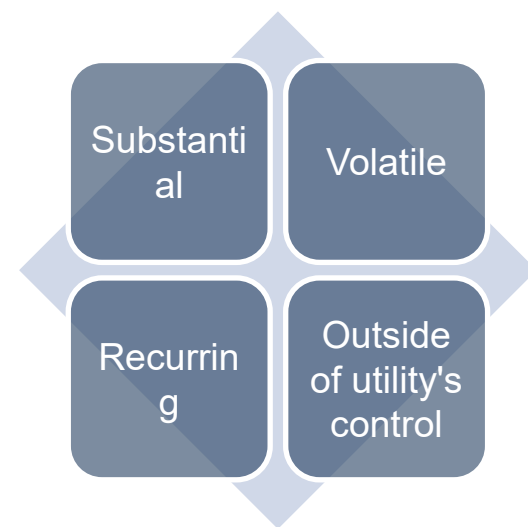 Substanti
al
Volatile
Recurrin
g
Outside
of utility's
control